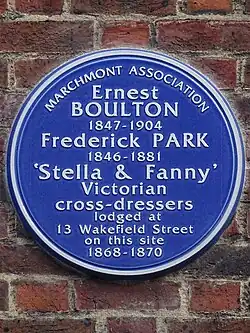 MARCHMONT ASSOCIATION
Ernest
BOULTON
1847-1904
Frederick PARK
1846-1881
'Stella & Fanny'
Victorian
cross-dressers
lodged at
13 Wakefield Street
on this site
1868-1870